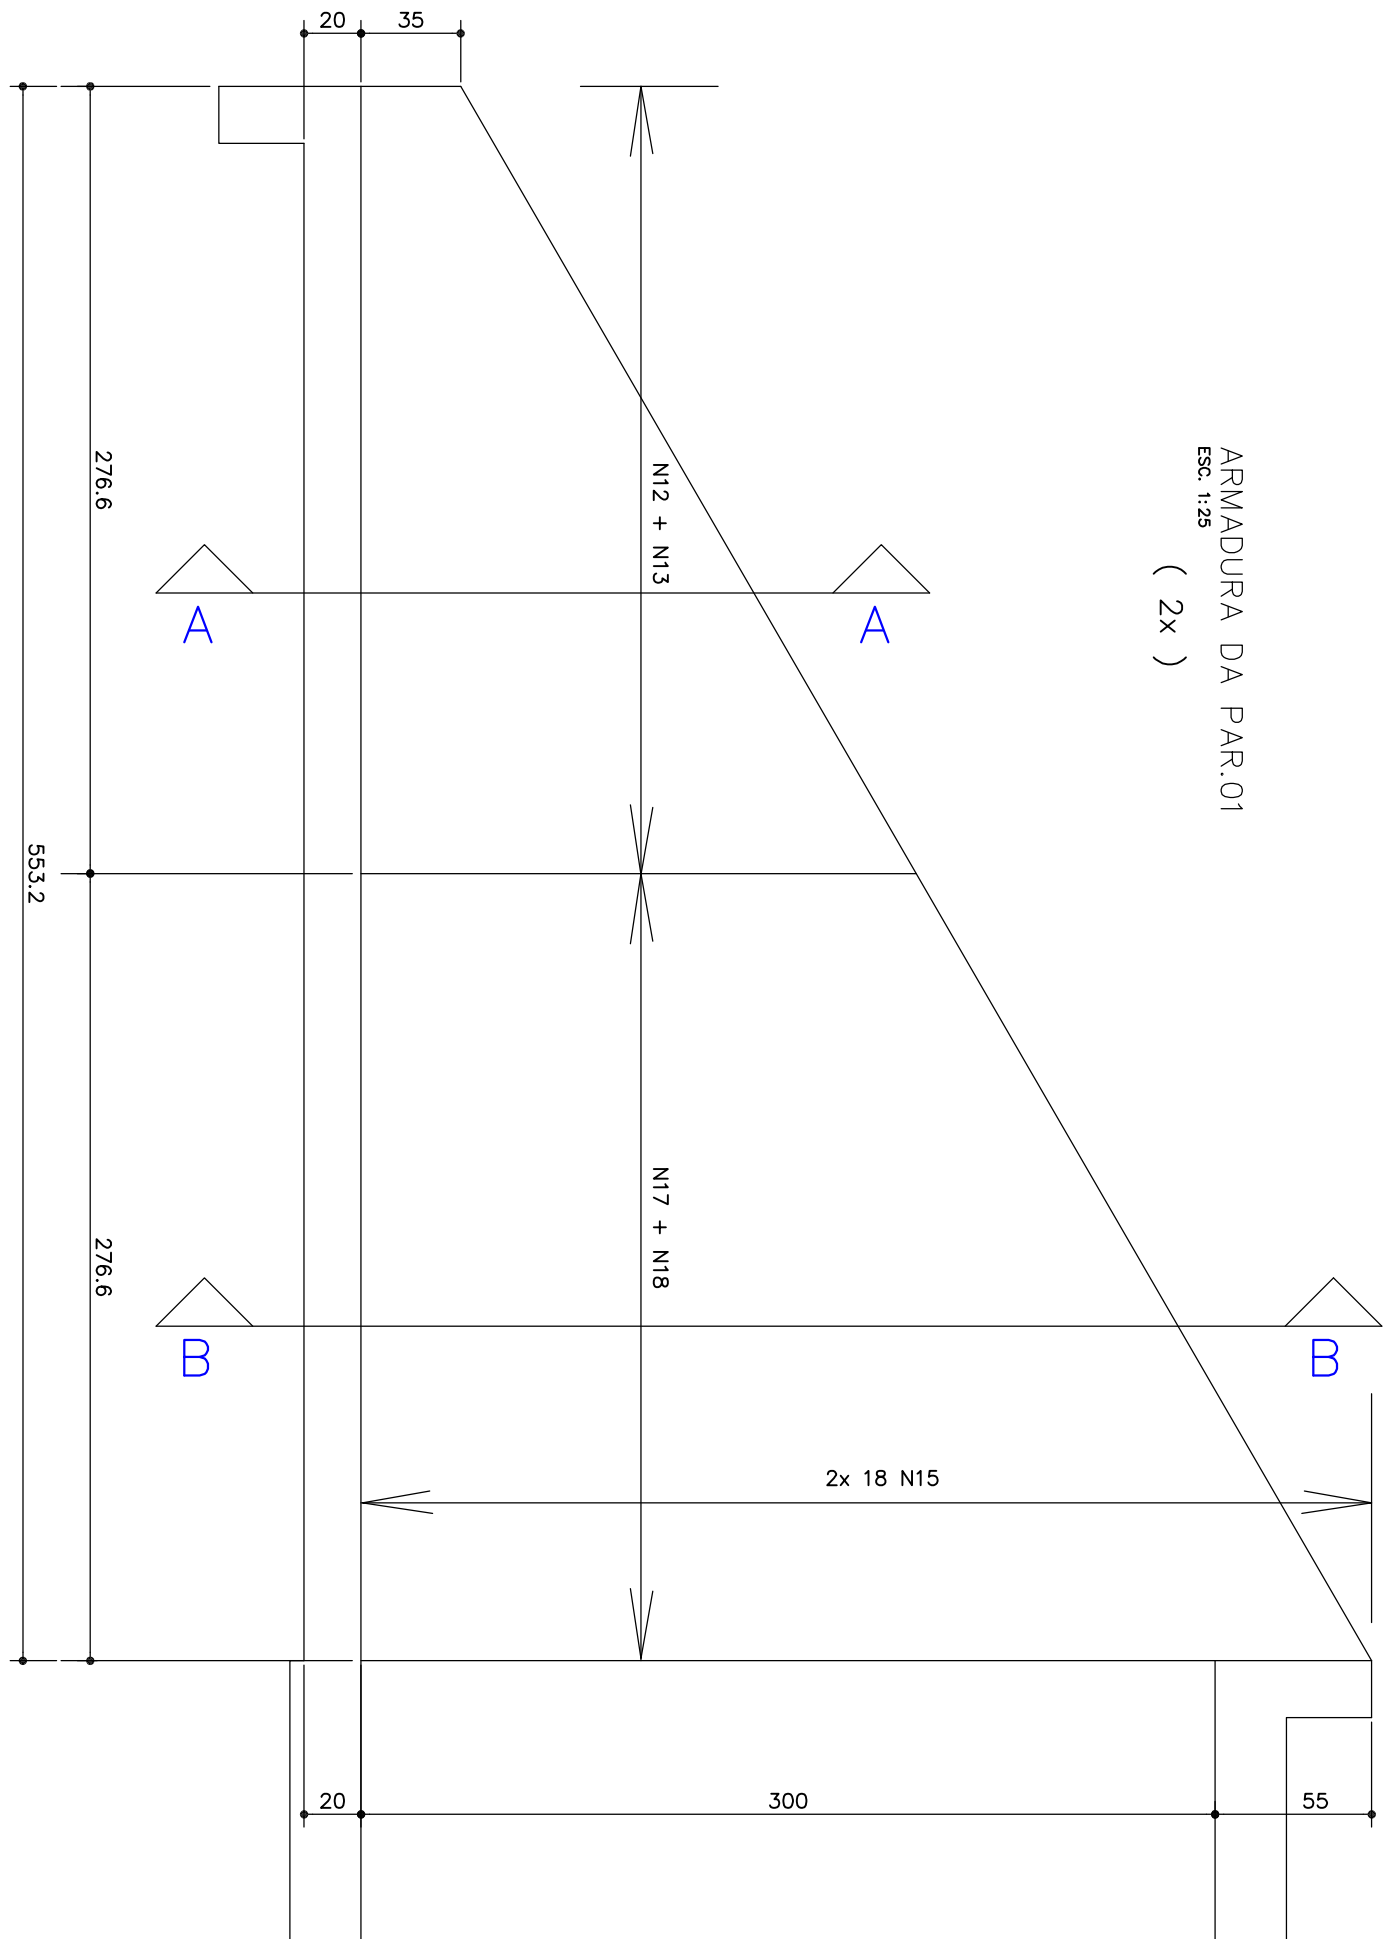 20
35
ARMADURA DA PAR.01
ESC. 1:25
( 2x )
276.6
N12 + N13
A
A
553.2
276.6
N17 + N18
B
B
2x 18 N15
20
300
55